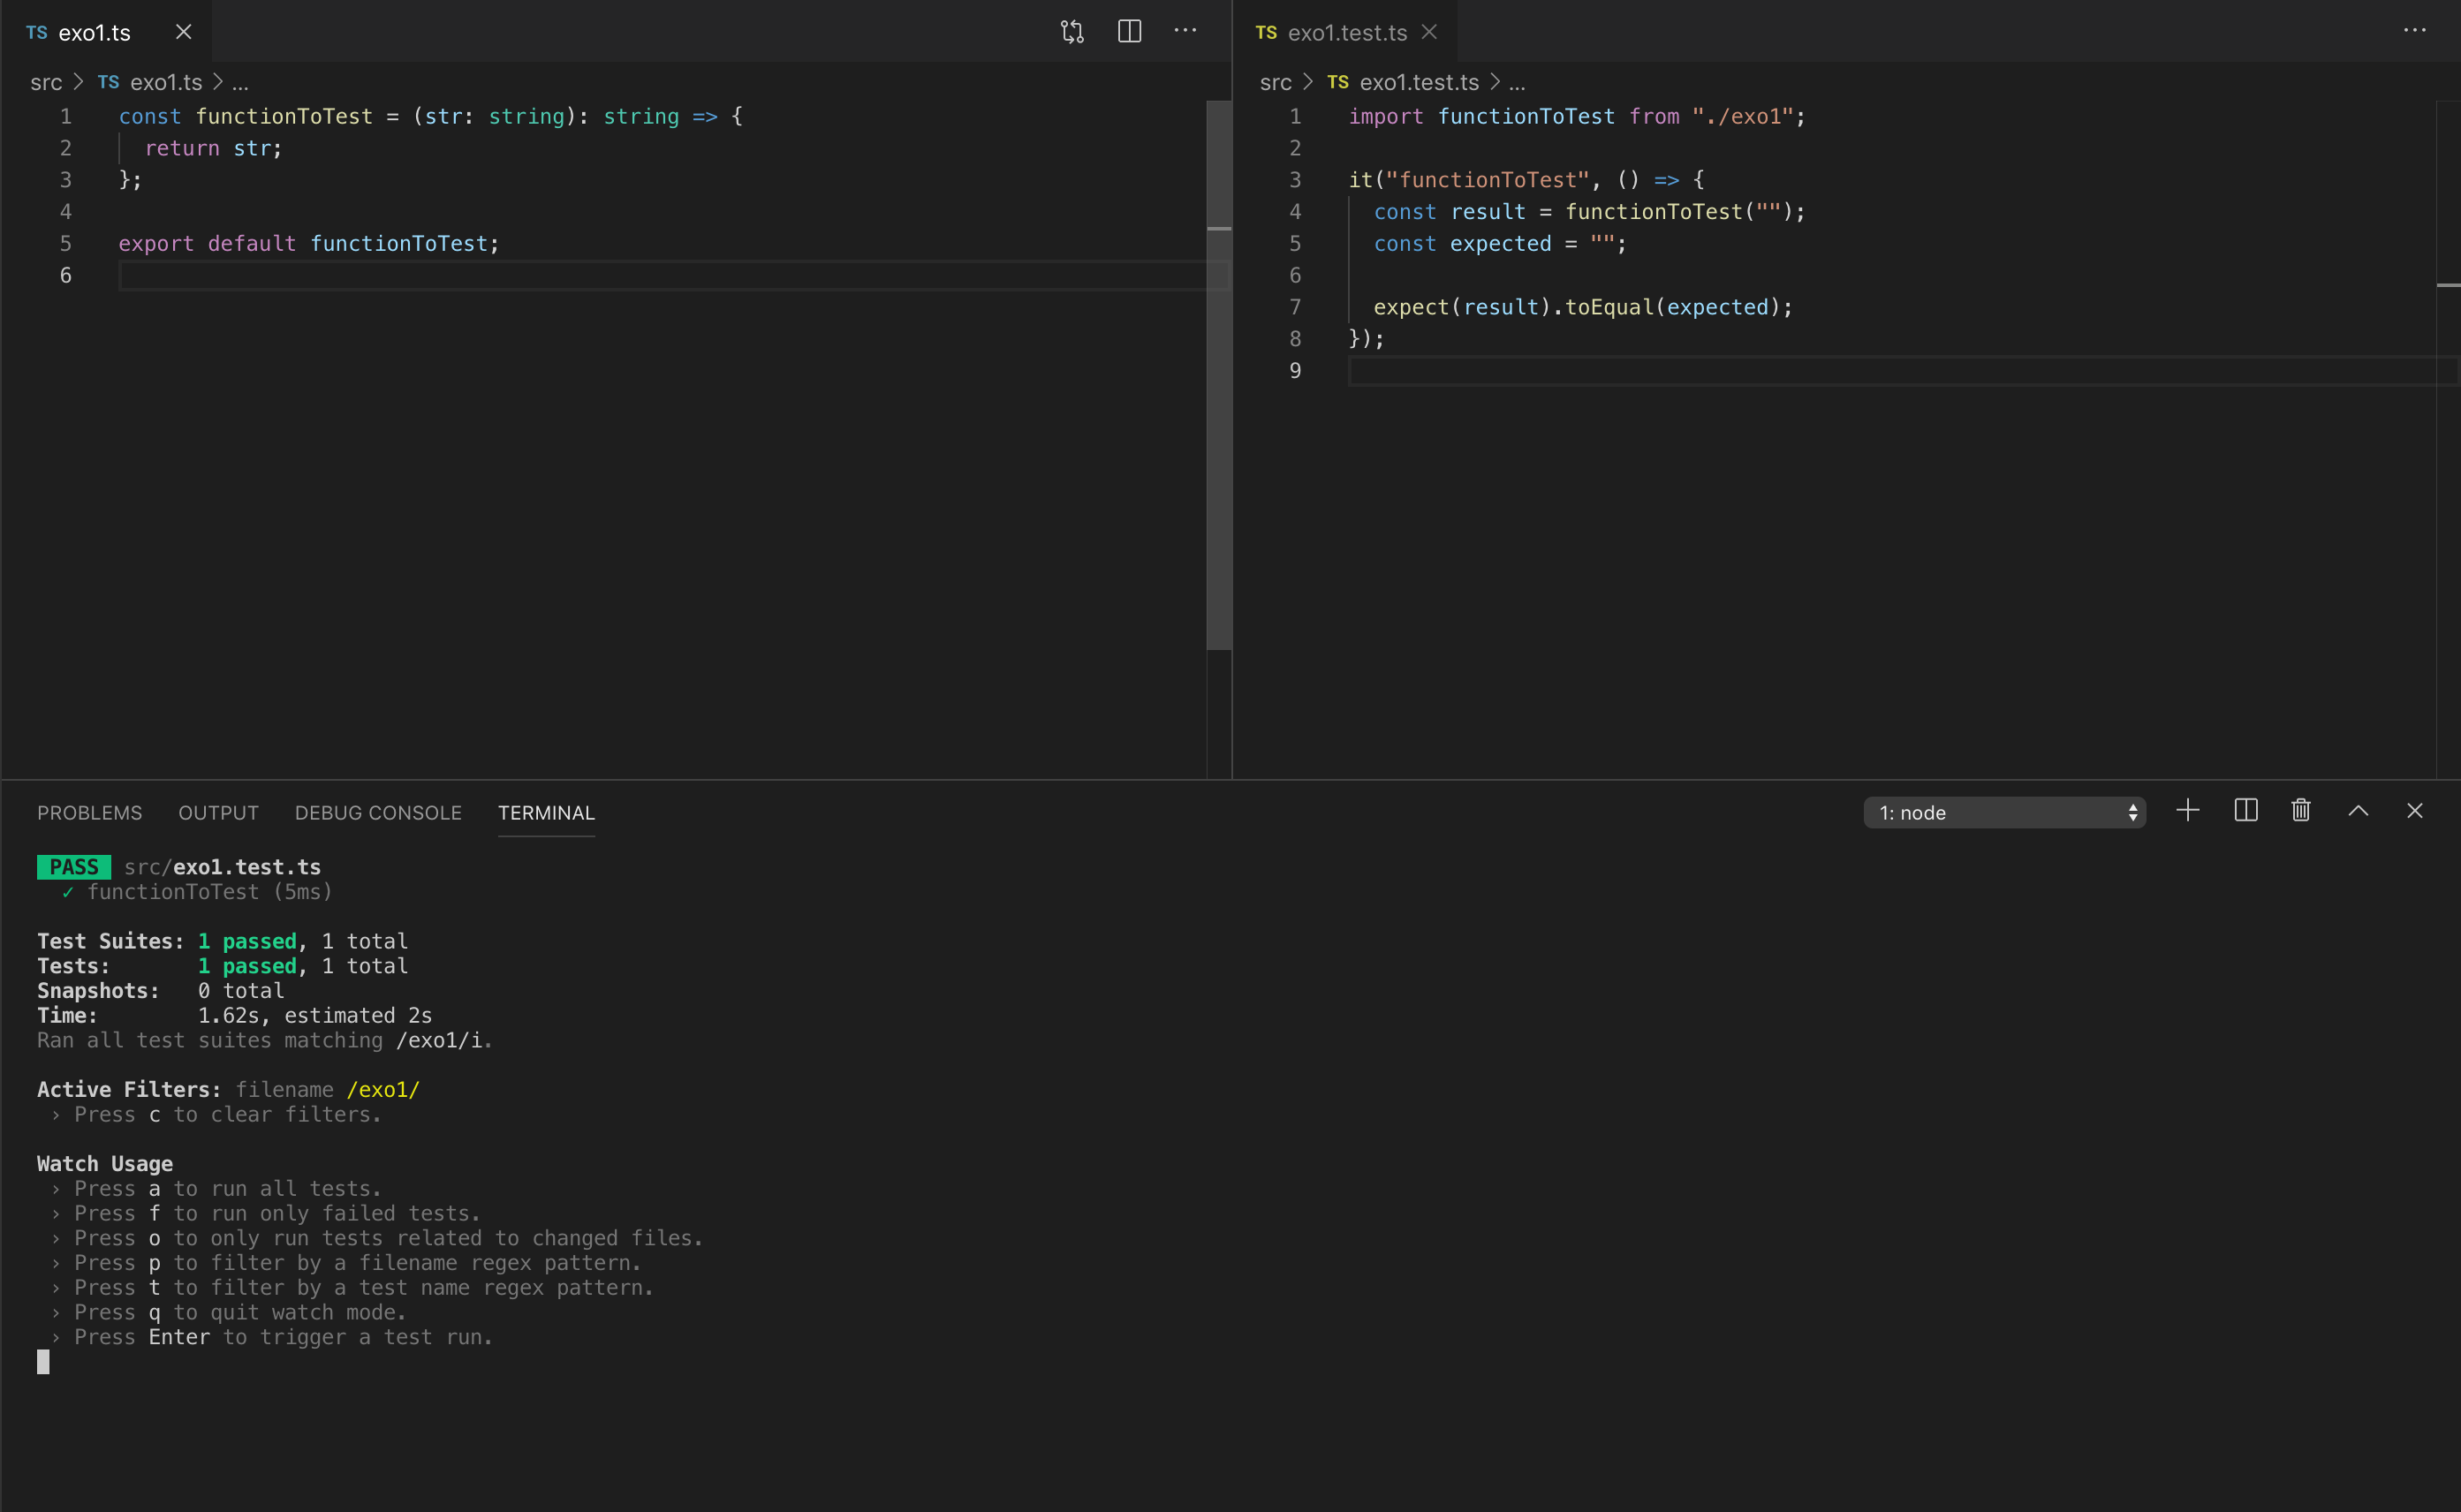 TS exo1.ts
src > TS exo1.ts > ...
1 const functionToTest = (str: string): string => {
2   return str;
3 };
4
5 export default functionToTest;
6
TS exo1.test.ts
src > TS exo1.test.ts > ...
1 import functionToTest from "./exo1";
2
3 it("functionToTest", () => {
4   const result = functionToTest("");
5   const expected = "";
6
7   expect(result).toEqual(expected);
8 });
9
PROBLEMS OUTPUT DEBUG CONSOLE TERMINAL 1: node
PASS src/exo1.test.ts
✓ functionToTest (5ms)
Test Suites: 1 passed, 1 total
Tests: 1 passed, 1 total
Snapshots: 0 total
Time: 1.62s, estimated 2s
Ran all test suites matching /exo1/i.
Active Filters: filename /exo1/
› Press c to clear filters.
Watch Usage
› Press a to run all tests.
› Press f to run only failed tests.
› Press o to only run tests related to changed files.
› Press p to filter by a filename regex pattern.
› Press t to filter by a test name regex pattern.
› Press q to quit watch mode.
› Press Enter to trigger a test run.